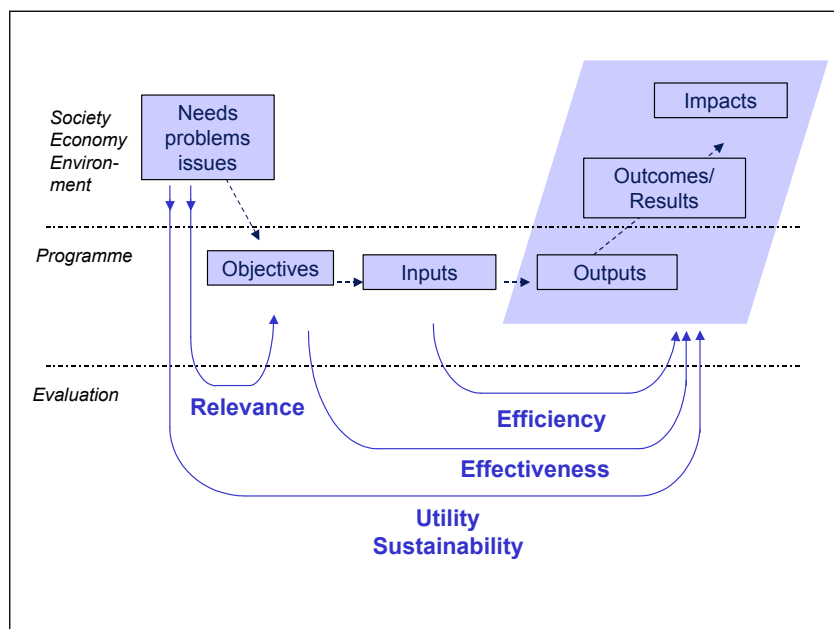 Society
Economy
Environ-
ment
Needs
problems
issues
Impacts
Outcomes/
Results
Programme
Objectives
Inputs
Outputs
Evaluation
Relevance
Efficiency
Effectiveness
Utility
Sustainability